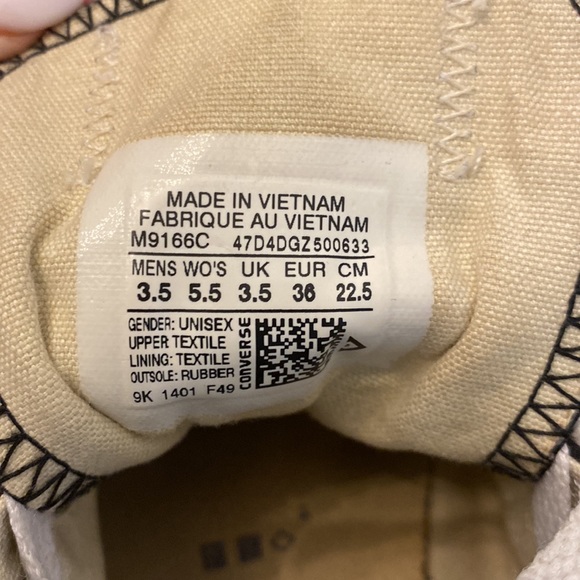 MADE IN VIETNAM
FABRIQUE AU VIETNAM
M9166C 47D4DGZ500633
MENS WO'S UK EUR CM
3.5 5.5 3.5 36 22.5
GENDER: UNISEX
UPPER TEXTILE
LINING: TEXTILE
OUTSOLE: RUBBER
9K 1401 F49
CONVERSE